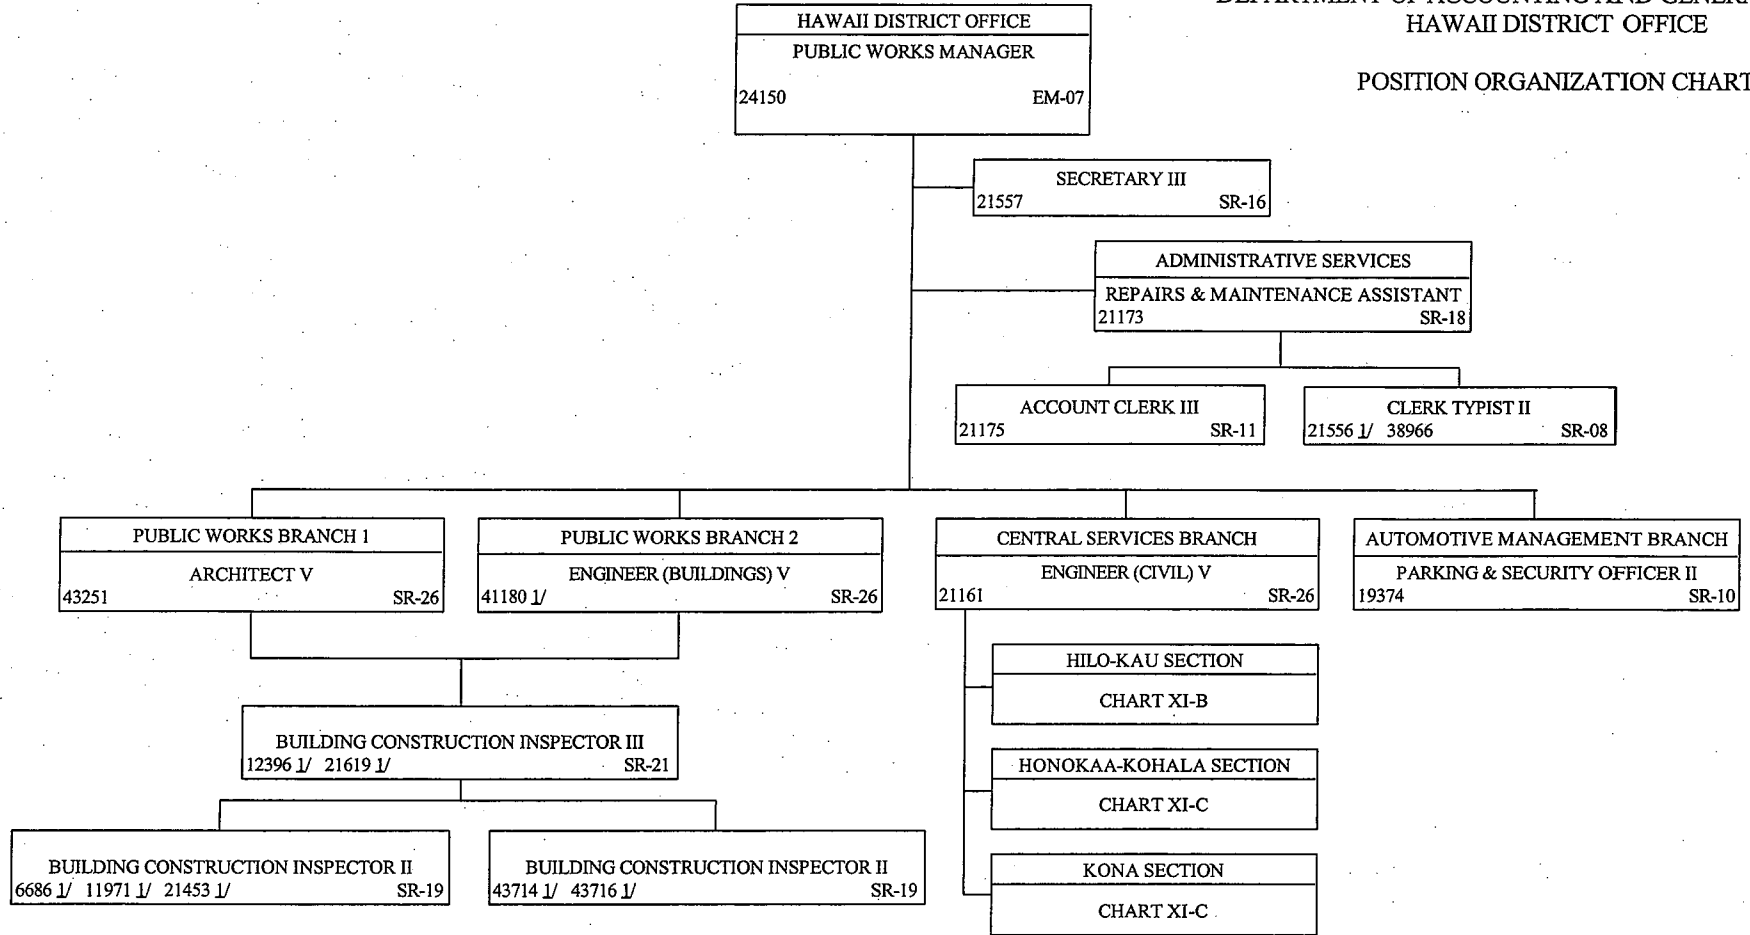 DEPARTMENT OF ACCOUNTING AND
HAWAII DISTRICT OFFICE
POSITION ORGANIZATION CHART
HAWAII DISTRICT OFFICE
PUBLIC WORKS MANAGER
24150 EM-07
SECRETARY III
21557 SR-16
ADMINISTRATIVE SERVICES
REPAIRS & MAINTENANCE ASSISTANT
21173 SR-18
ACCOUNT CLERK III
21175 SR-11
CLERK TYPIST II
21556 1/ 38966 SR-08
PUBLIC WORKS BRANCH 1
ARCHITECT V
43251 SR-26
PUBLIC WORKS BRANCH 2
ENGINEER (BUILDINGS) V
41180 1/ SR-26
CENTRAL SERVICES BRANCH
ENGINEER (CIVIL) V
21161 SR-26
AUTOMOTIVE MANAGEMENT BRANCH
PARKING & SECURITY OFFICER II
19374 SR-10
HILO-KAU SECTION
CHART XI-B
HONOKAA-KOHALA SECTION
CHART XI-C
KONA SECTION
CHART XI-C
BUILDING CONSTRUCTION INSPECTOR III
12396 1/ 21619 1/ SR-21
BUILDING CONSTRUCTION INSPECTOR II
6686 1/ 11971 1/ 21453 1/ SR-19
BUILDING CONSTRUCTION INSPECTOR II
43714 1/ 43716 1/ SR-19